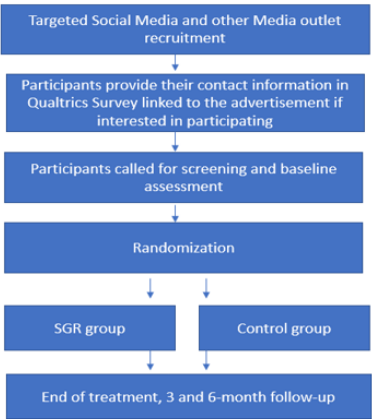 Targeted Social Media and other Media outlet
recruitment
Participants provide their contact information in
Qualtrics Survey linked to the advertisement if
interested in participating
Participants called for screening and baseline
assessment
Randomization
SGR group
Control group
End of treatment, 3 and 6-month follow-up